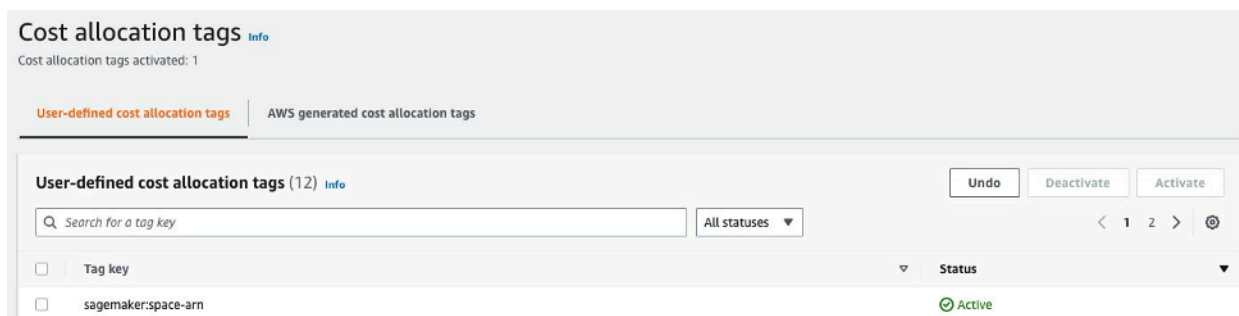 Cost allocation tags Info
Cost allocation tags activated: 1
User-defined cost allocation tags AWS generated cost allocation tags
User-defined cost allocation tags (12) Info Undo Deactivate Activate
Search for a tag key All statuses 1 2
Tag key Status
sagemaker:space-arn Active